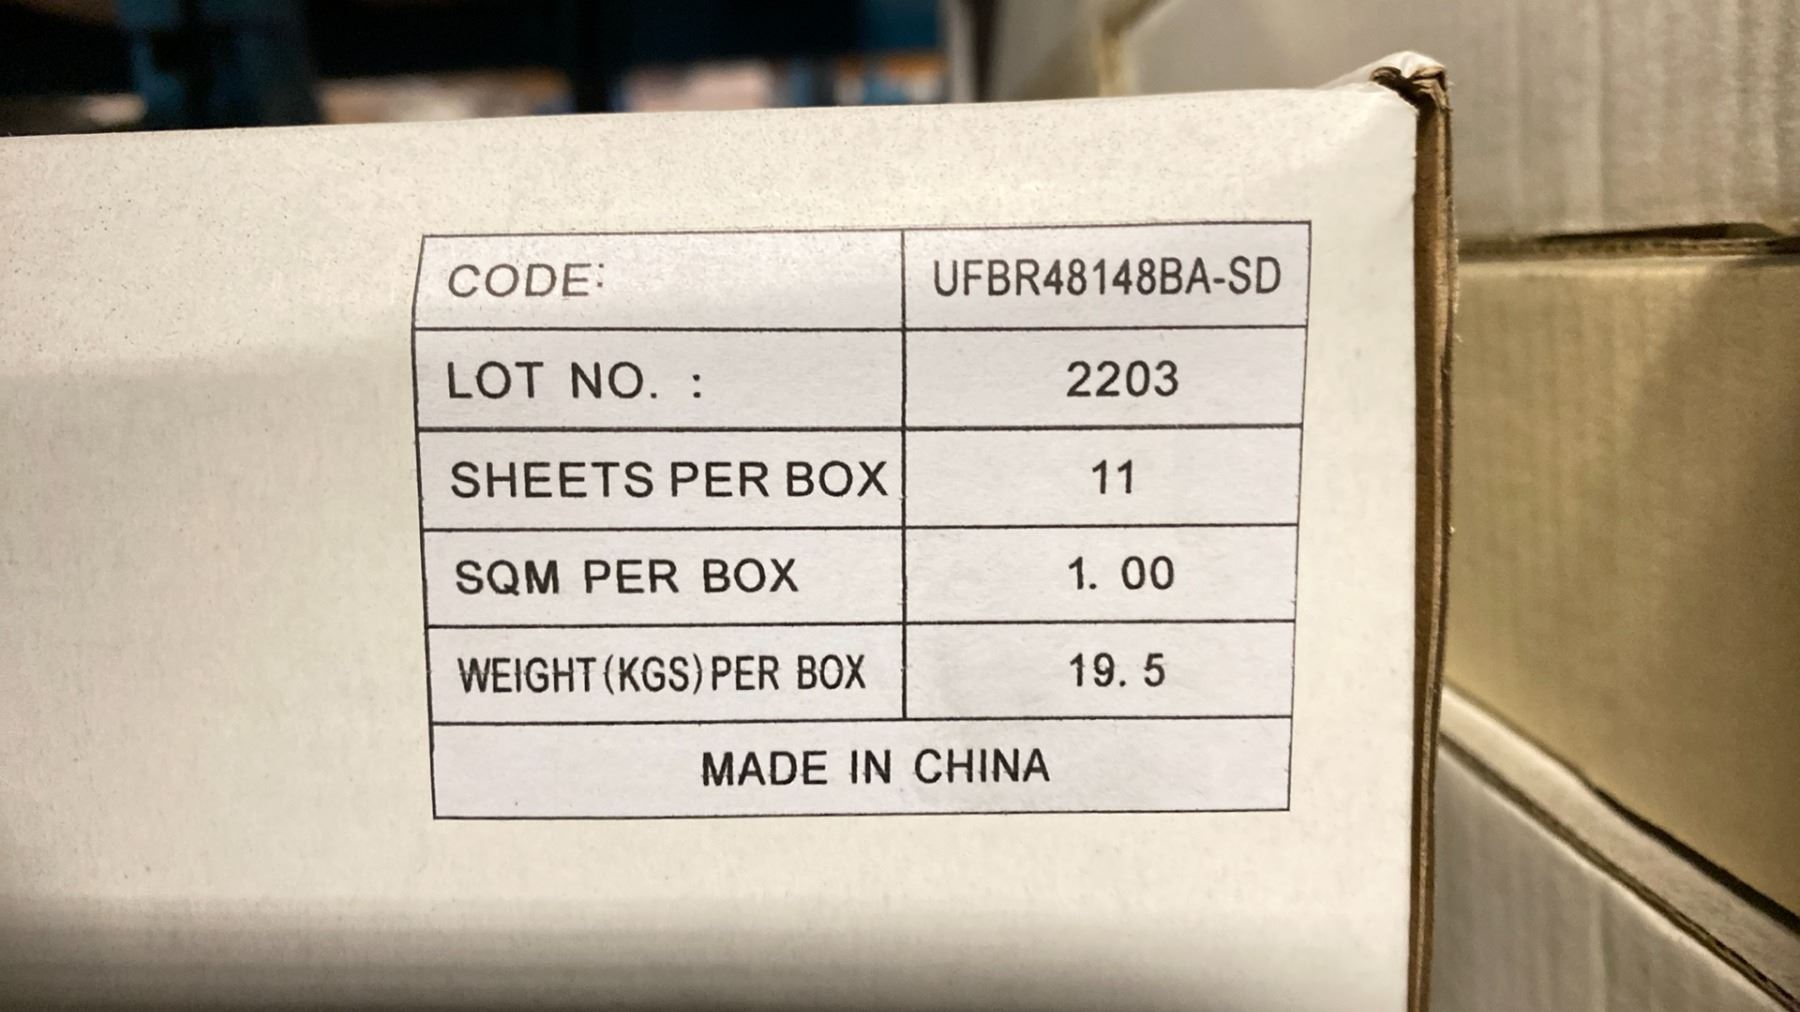 CODE: UFBR48148BA-SD
LOT NO. : 2203
SHEETS PER BOX 11
SQM PER BOX 1. 00
WEIGHT(KGS)PER BOX 19. 5
MADE IN CHINA